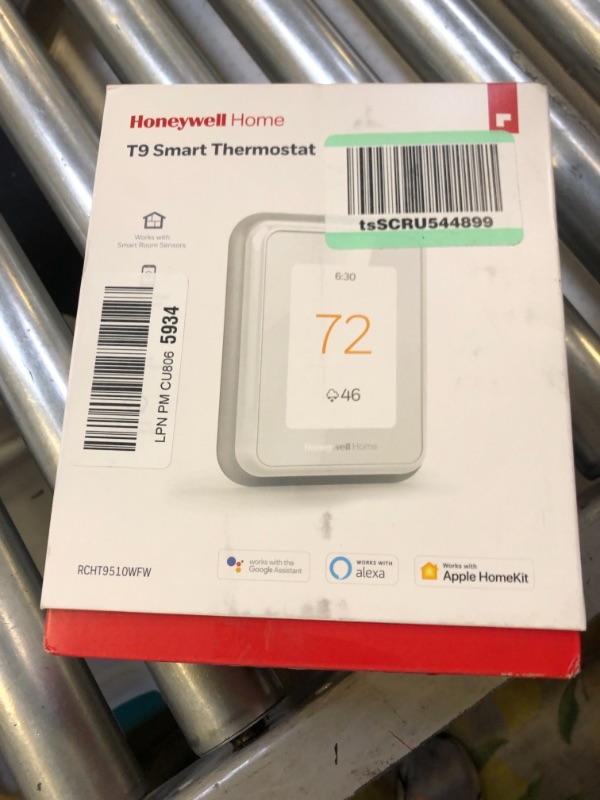 Honeywell Home
T9 Smart Thermostat
tsSCRU544899
Works with
Smart Room Sensors
LPN PM CU806 5934
6:30
72
46
Honeywell Home
RCHT9510WFW
works with the
Google Assistant
WORKS WITH
alexa
Works with
Apple HomeKit